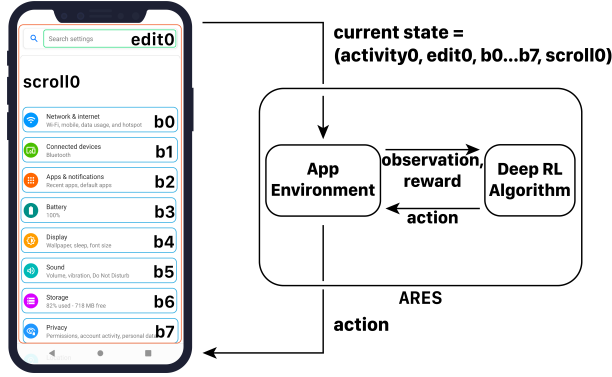 Search settings
edit0
scroll0
Network & internet
Wi-Fi, mobile, data usage, and hotspot
b0
Connected devices
Bluetooth
b1
Apps & notifications
Recent apps, default apps
b2
Battery
100%
b3
Display
Wallpaper, sleep, font size
b4
Sound
Volume, vibration, Do Not Disturb
b5
Storage
82% used - 718 MB free
b6
Privacy
Permissions, account activity, personal data
b7
current state =
(activity0, edit0, b0...b7, scroll0)
App
Environment
observation,
reward
action
Deep RL
Algorithm
ARES
action